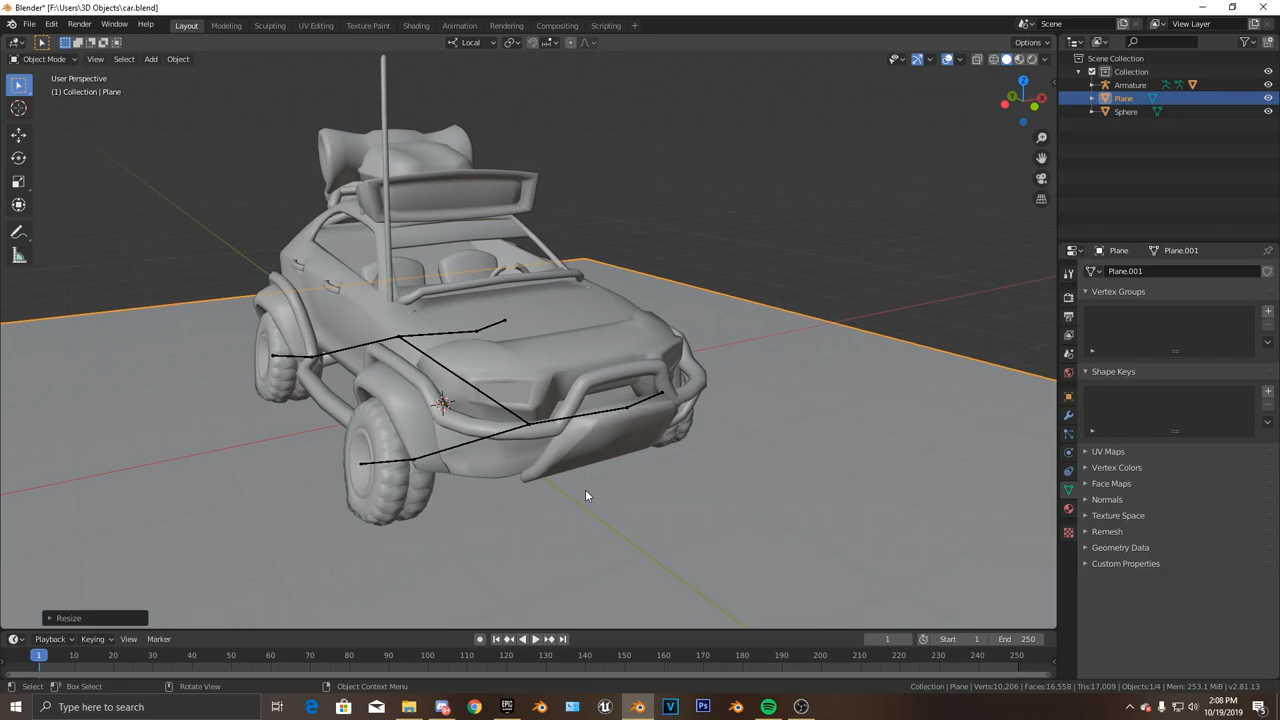 Blender* [F:\Users\3D Objects\car.blend]
File Edit Render Window Help Layout Modeling Sculpting UV Editing Texture Paint Shading Animation Rendering Compositing Scripting + Scene View Layer
Local Options
Object Mode View Select Add Object
User Perspective
(1) Collection | Plane
Z
Y
X
Scene Collection
Collection
Armature
Plane
Sphere
Plane Plane.001
Plane.001
Vertex Groups
Shape Keys
UV Maps
Vertex Colors
Face Maps
Normals
Texture Space
Remesh
Geometry Data
Custom Properties
Resize
Playback Keying View Marker 1 Start 1 End 250
1 10 20 30 40 50 60 70 80 90 100 110 120 130 140 150 160 170 180 190 200 210 220 230 240 250
Select Box Select Rotate View Object Context Menu Collection | Plane | Verts:10,206 | Faces:16,558 | Tris:17,009 | Objects:1/4 | Mem: 253.1 MiB | v2.81.13
Type here to search EPIC GAMES V Ps 2:08 PM
10/19/2019